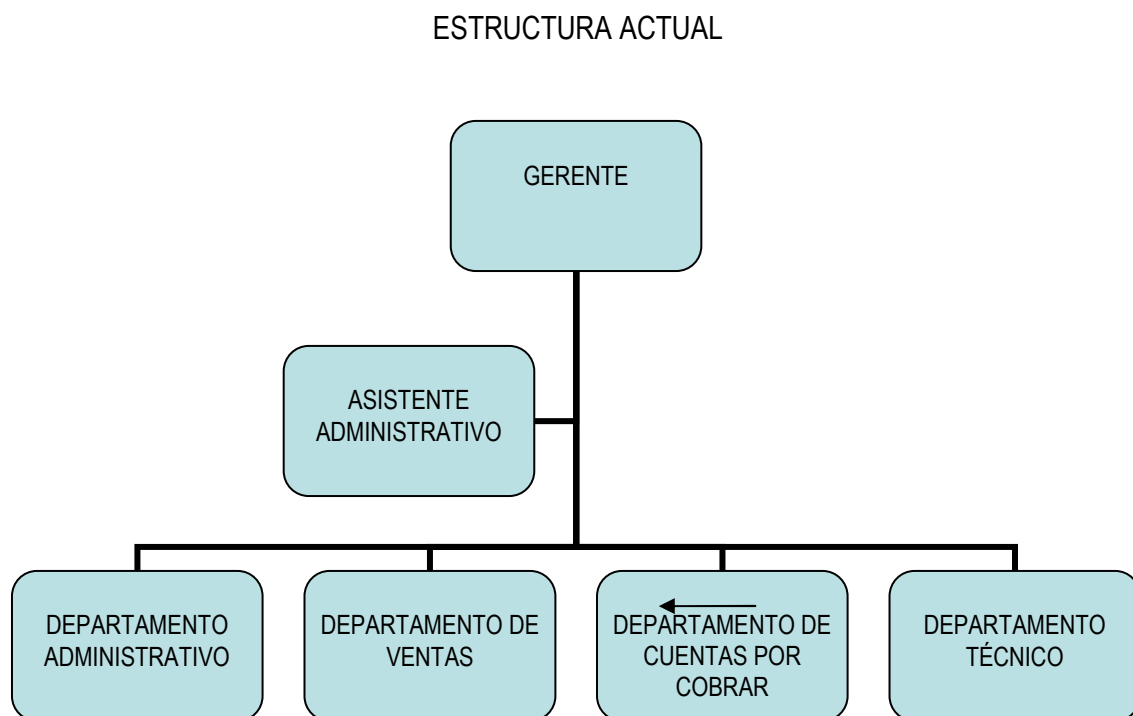 ESTRUCTURA ACTUAL
GERENTE
ASISTENTE
ADMINISTRATIVO
DEPARTAMENTO
ADMINISTRATIVO
DEPARTAMENTO DE
VENTAS
DEPARTAMENTO DE
CUENTAS POR
COBRAR
DEPARTAMENTO
TÉCNICO